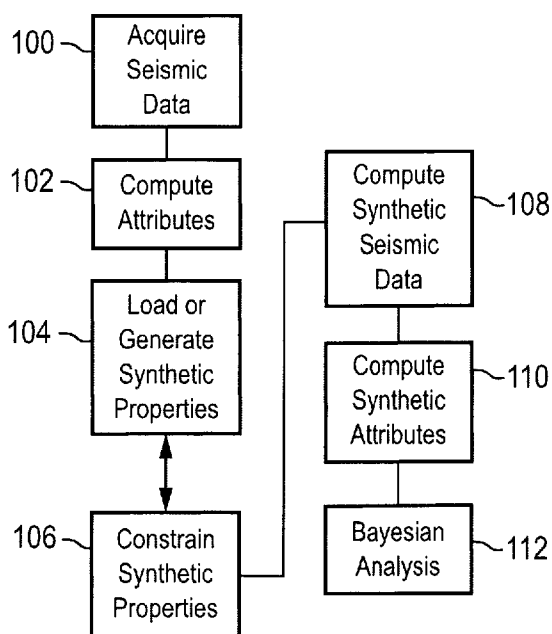 100
Acquire
Seismic
Data
102
Compute
Attributes
104
Load or
Generate
Synthetic
Properties
106
Constrain
Synthetic
Properties
Compute
Synthetic
Seismic
Data
108
Compute
Synthetic
Attributes
110
Bayesian
Analysis
112